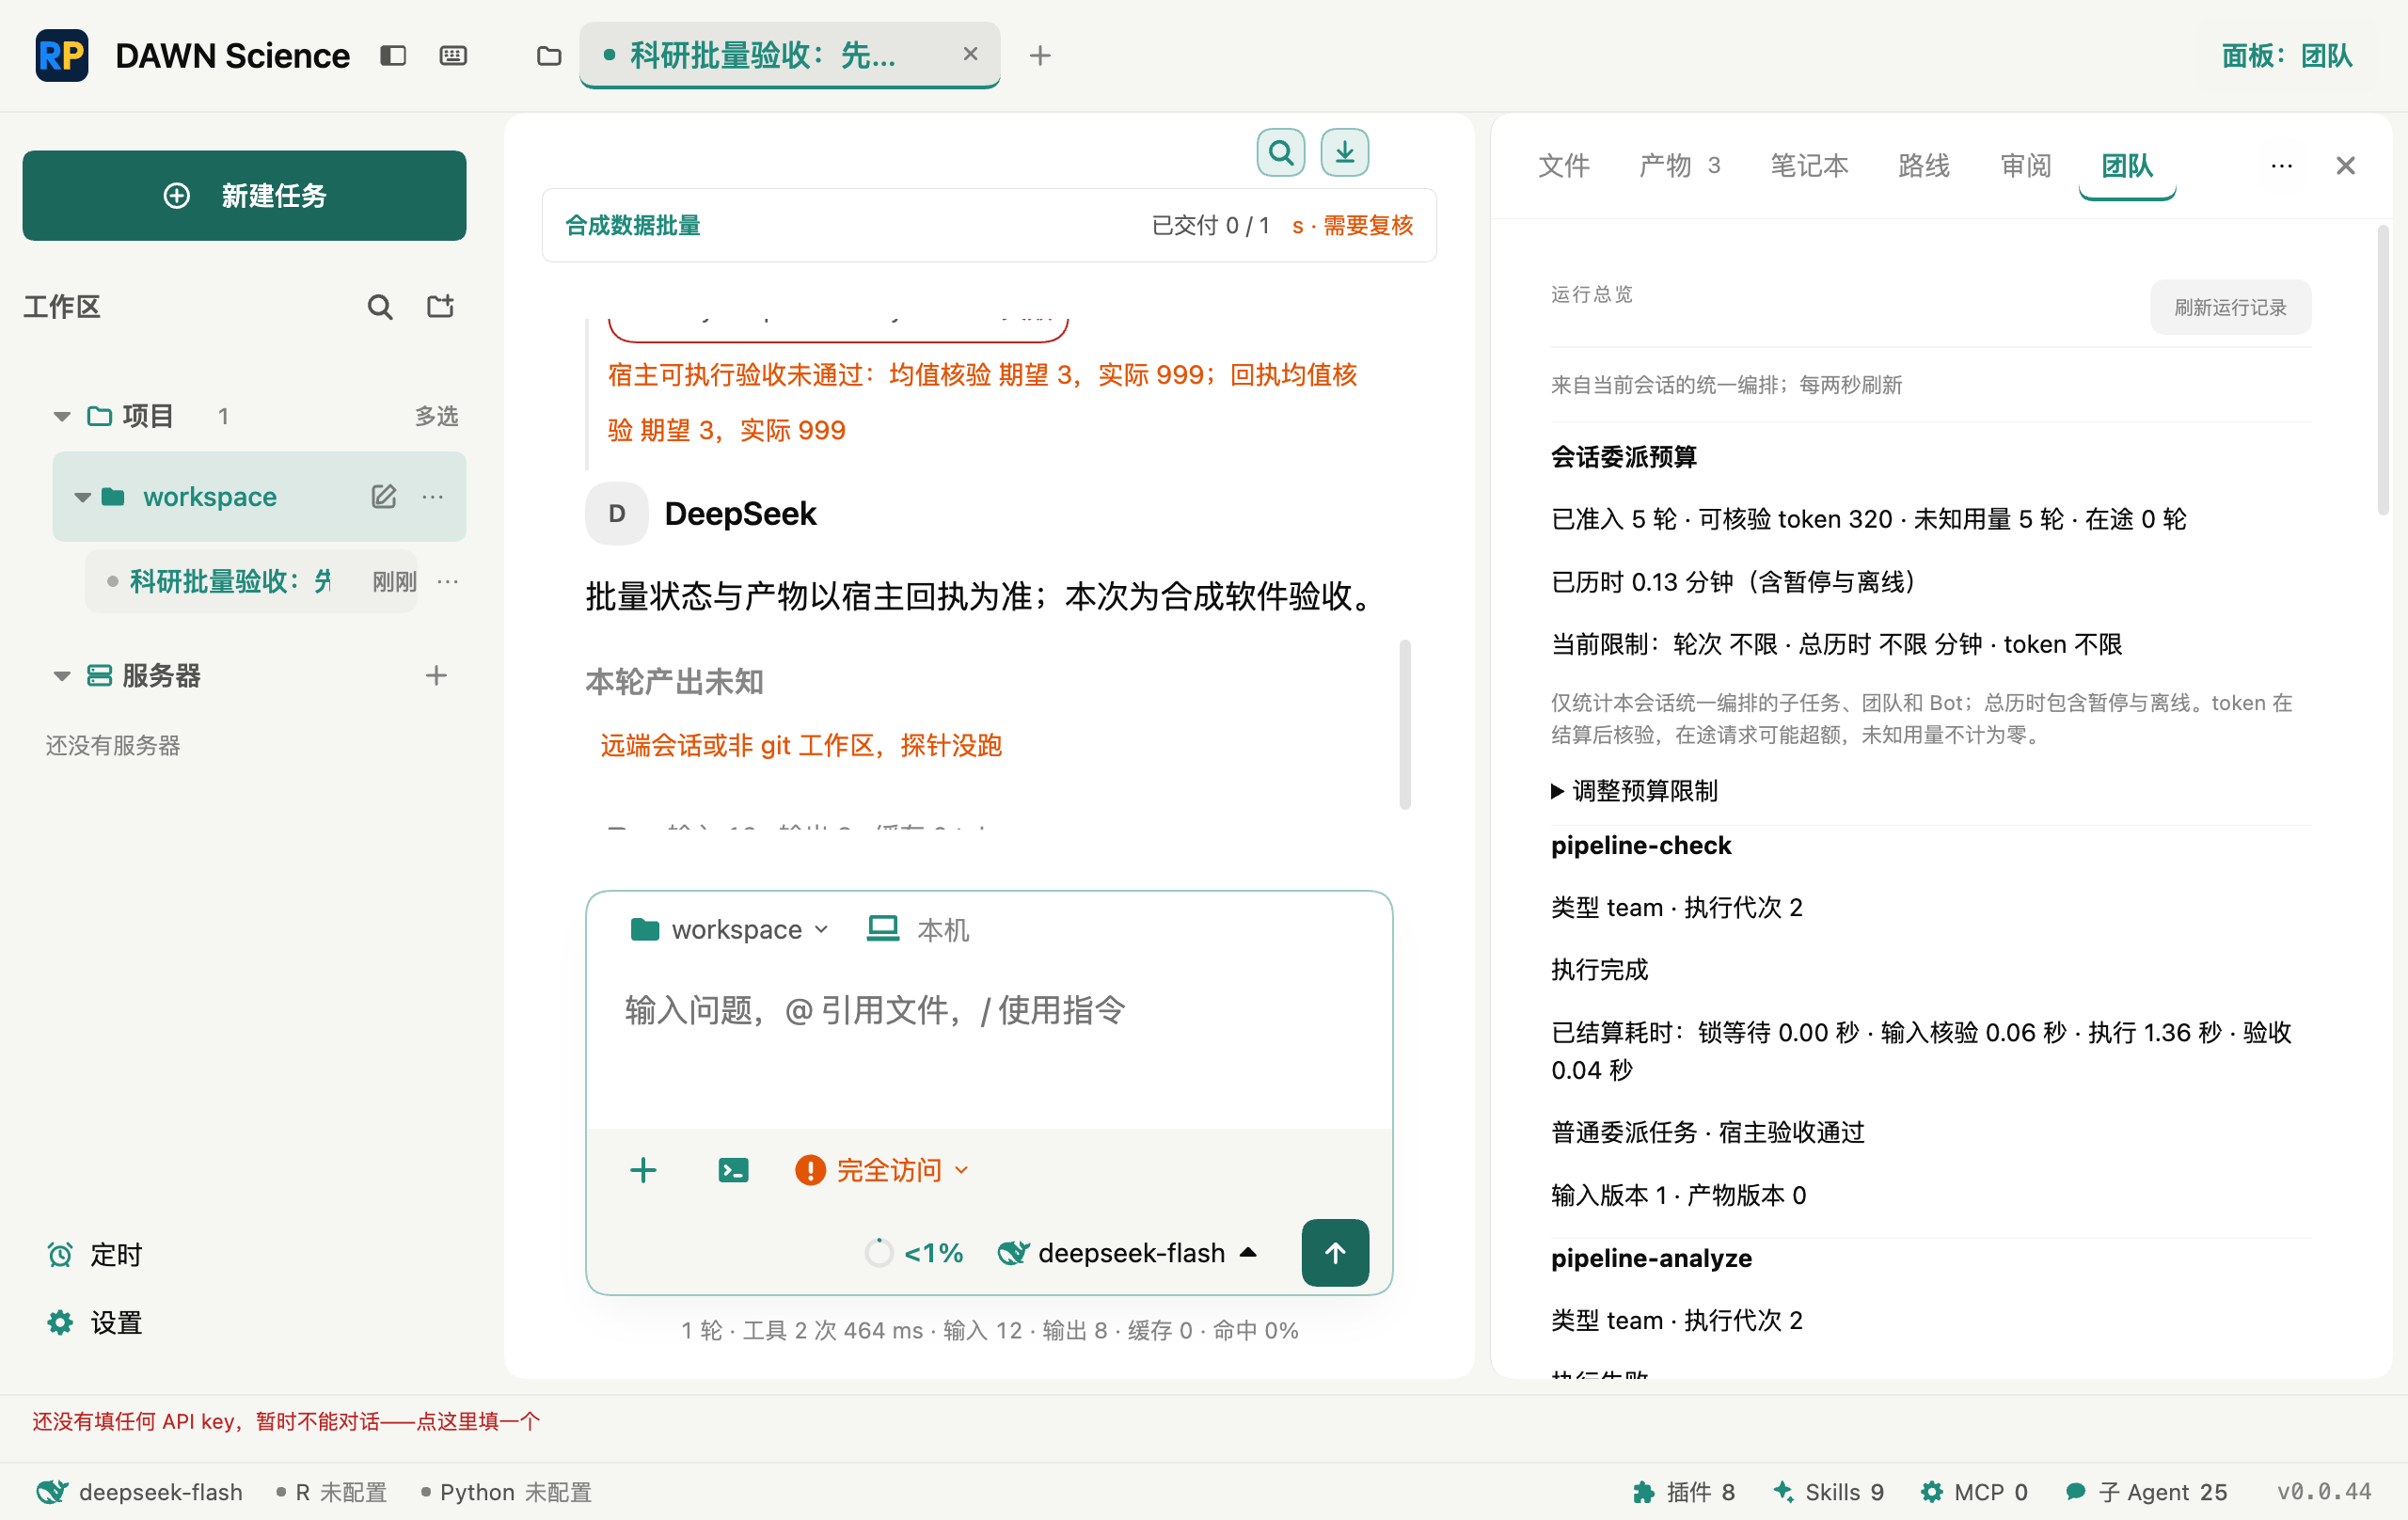 RP DAWN Science
科研批量验收：先...
面板：团队
新建任务
工作区
项目 1 多选
workspace
科研批量验收：先 刚刚
服务器
还没有服务器
定时
设置
合成数据批量 已交付 0 / 1 s · 需要复核
宿主可执行验收未通过：均值核验 期望 3，实际 999；回执均值核
验 期望 3，实际 999
D DeepSeek
批量状态与产物以宿主回执为准；本次为合成软件验收。
本轮产出未知
远端会话或非 git 工作区，探针没跑
workspace 本机
输入问题，@ 引用文件，/ 使用指令
完全访问
<1% deepseek-flash
1 轮 · 工具 2 次 464 ms · 输入 12 · 输出 8 · 缓存 0 · 命中 0%
文件 产物 3 笔记本 路线 审阅 团队
运行总览
刷新运行记录
来自当前会话的统一编排；每两秒刷新
会话委派预算
已准入 5 轮 · 可核验 token 320 · 未知用量 5 轮 · 在途 0 轮
已历时 0.13 分钟（含暂停与离线）
当前限制：轮次 不限 · 总历时 不限 分钟 · token 不限
仅统计本会话统一编排的子任务、团队和 Bot；总历时包含暂停与离线。token 在
结算后核验，在途请求可能超额，未知用量不计为零。
调整预算限制
pipeline-check
类型 team · 执行代次 2
执行完成
已结算耗时：锁等待 0.00 秒 · 输入核验 0.06 秒 · 执行 1.36 秒 · 验收
0.04 秒
普通委派任务 · 宿主验收通过
输入版本 1 · 产物版本 0
pipeline-analyze
类型 team · 执行代次 2
执行失败
还没有填任何 API key，暂时不能对话——点这里填一个
deepseek-flash R 未配置 Python 未配置
插件 8 Skills 9 MCP 0 子 Agent 25 v0.0.44